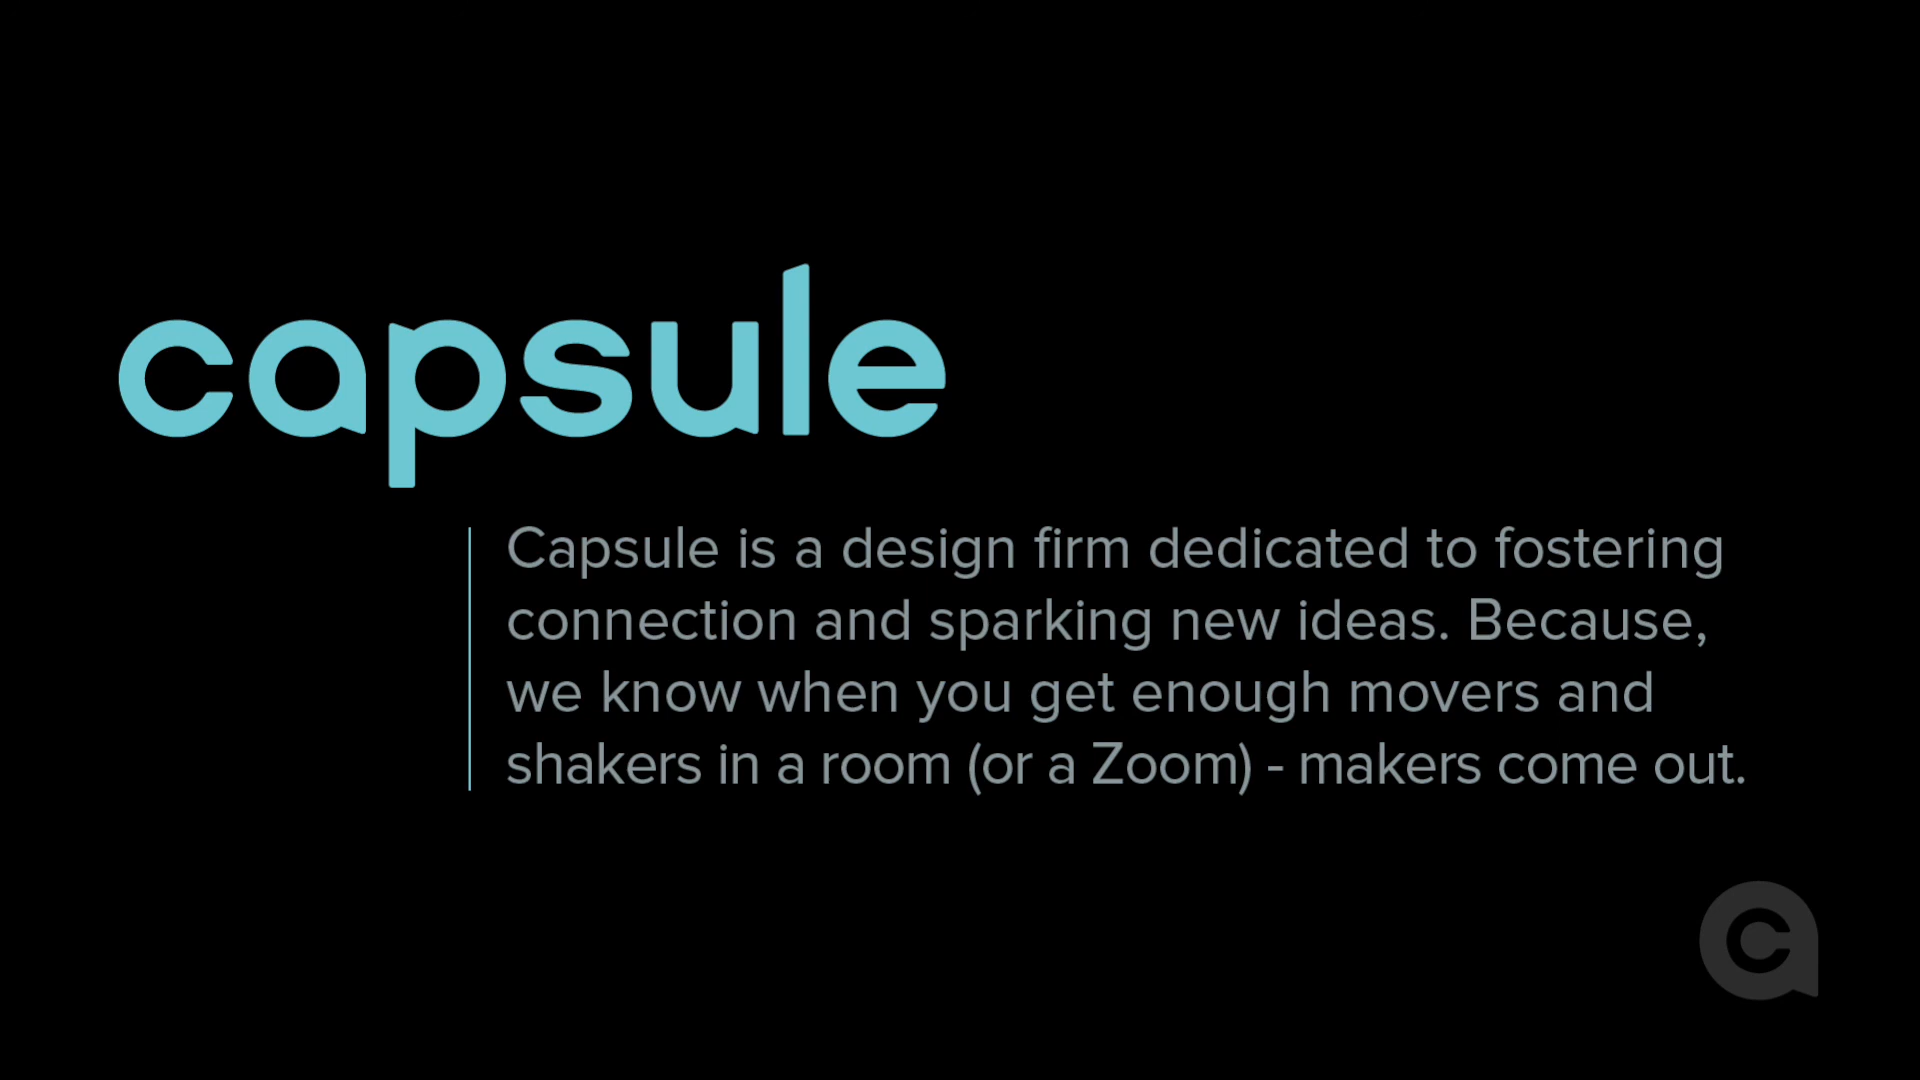 capsule
Capsule is a design firm dedicated to fostering
connection and sparking new ideas. Because,
we know when you get enough movers and
shakers in a room (or a Zoom) - makers come out.
c